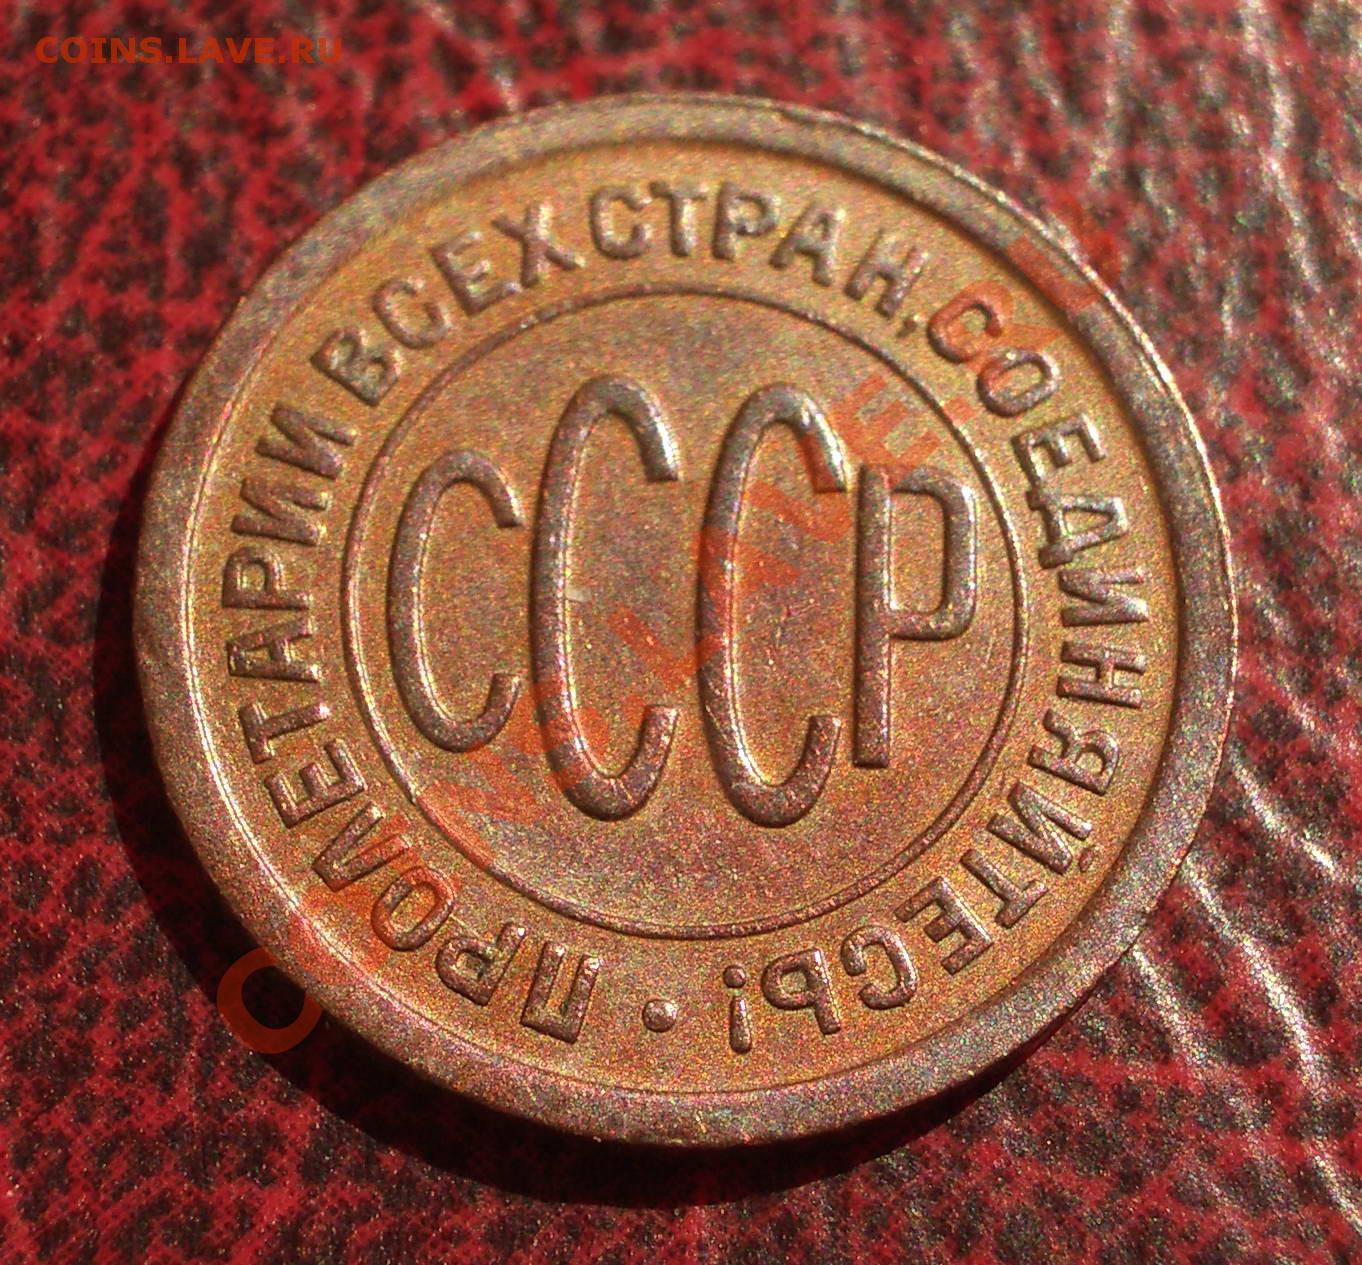 COINS.LAVE.RU
ПРОЛЕТАРИИ ВСЕХ СТРАН, СОЕДИНЯЙТЕСЬ! •
СССР